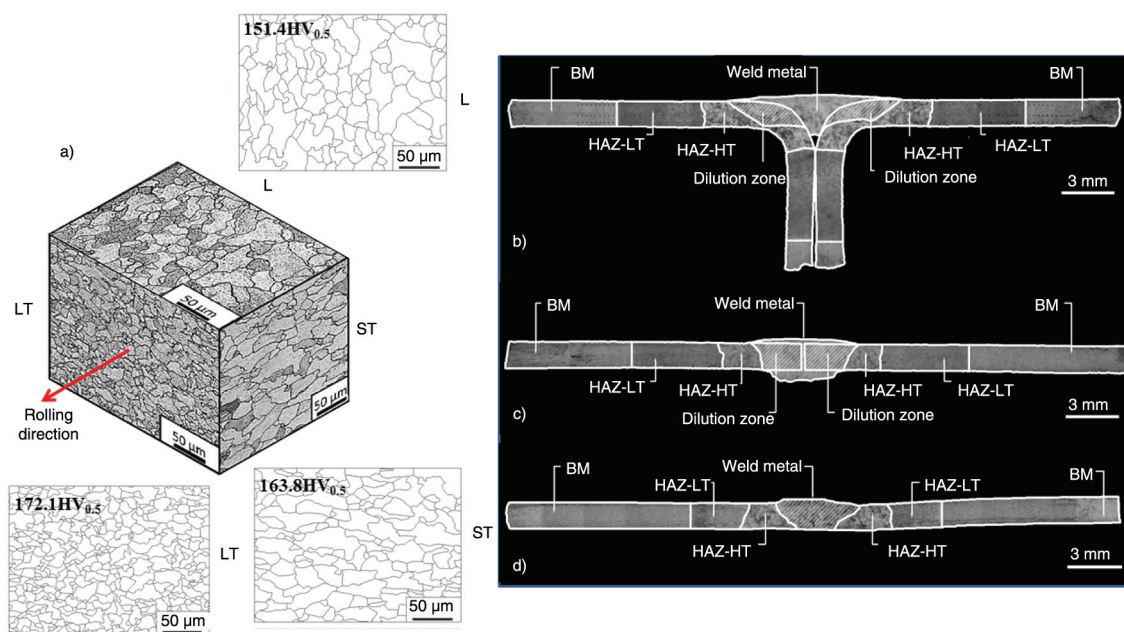 151.4HV0.5
50 µm
L
L
a)
LT
ST
50 µm
50 µm
50 µm
Rolling
direction
172.1HV0.5
50 µm
LT
163.8HV0.5
50 µm
ST
BM
Weld metal
BM
HAZ-LT
HAZ-HT
Dilution zone
HAZ-HT
HAZ-LT
Dilution zone
3 mm
b)
BM
Weld metal
BM
HAZ-LT
HAZ-HT
HAZ-HT
HAZ-LT
Dilution zone
Dilution zone
3 mm
c)
BM
HAZ-LT
Weld metal
HAZ-LT
BM
HAZ-HT
HAZ-HT
3 mm
d)